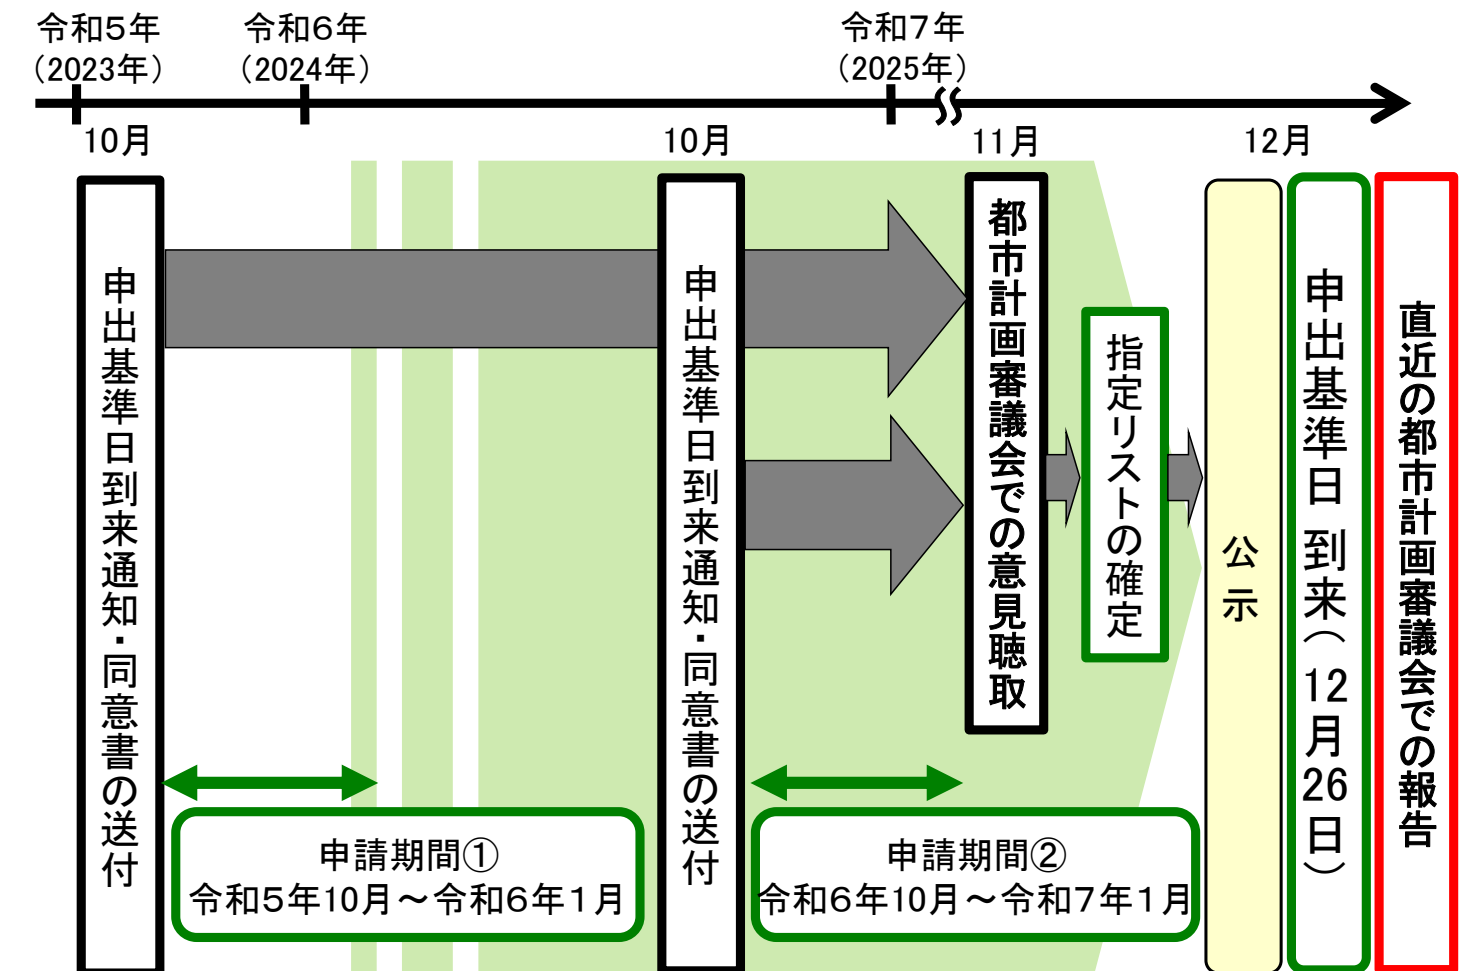 令和５年
（2023年）
令和６年
（2024年）
令和７年
（2025年）
10月
10月
11月
12月
申出基準日到来通知・同意書の送付
申請期間①
令和５年10月～令和６年１月
申出基準日到来通知・同意書の送付
申請期間②
令和６年10月～令和７年１月
都市計画審議会での意見聴取
指定リストの確定
公示
申出基準日 到来（12月26日）
直近の都市計画審議会での報告